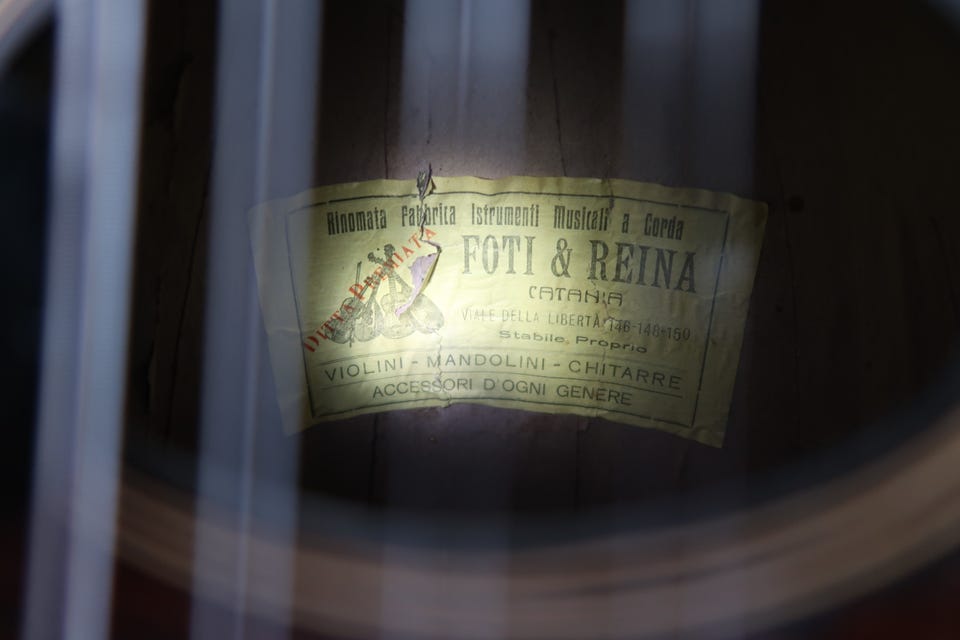 Rinomata Fabbrica Istrumenti Musicali a Corda
DITTA PREMIATA
FOTI & REINA
CATANIA
VIALE DELLA LIBERTÀ 146-148-150
Stabile Proprio
VIOLINI - MANDOLINI - CHITARRE
ACCESSORI D'OGNI GENERE